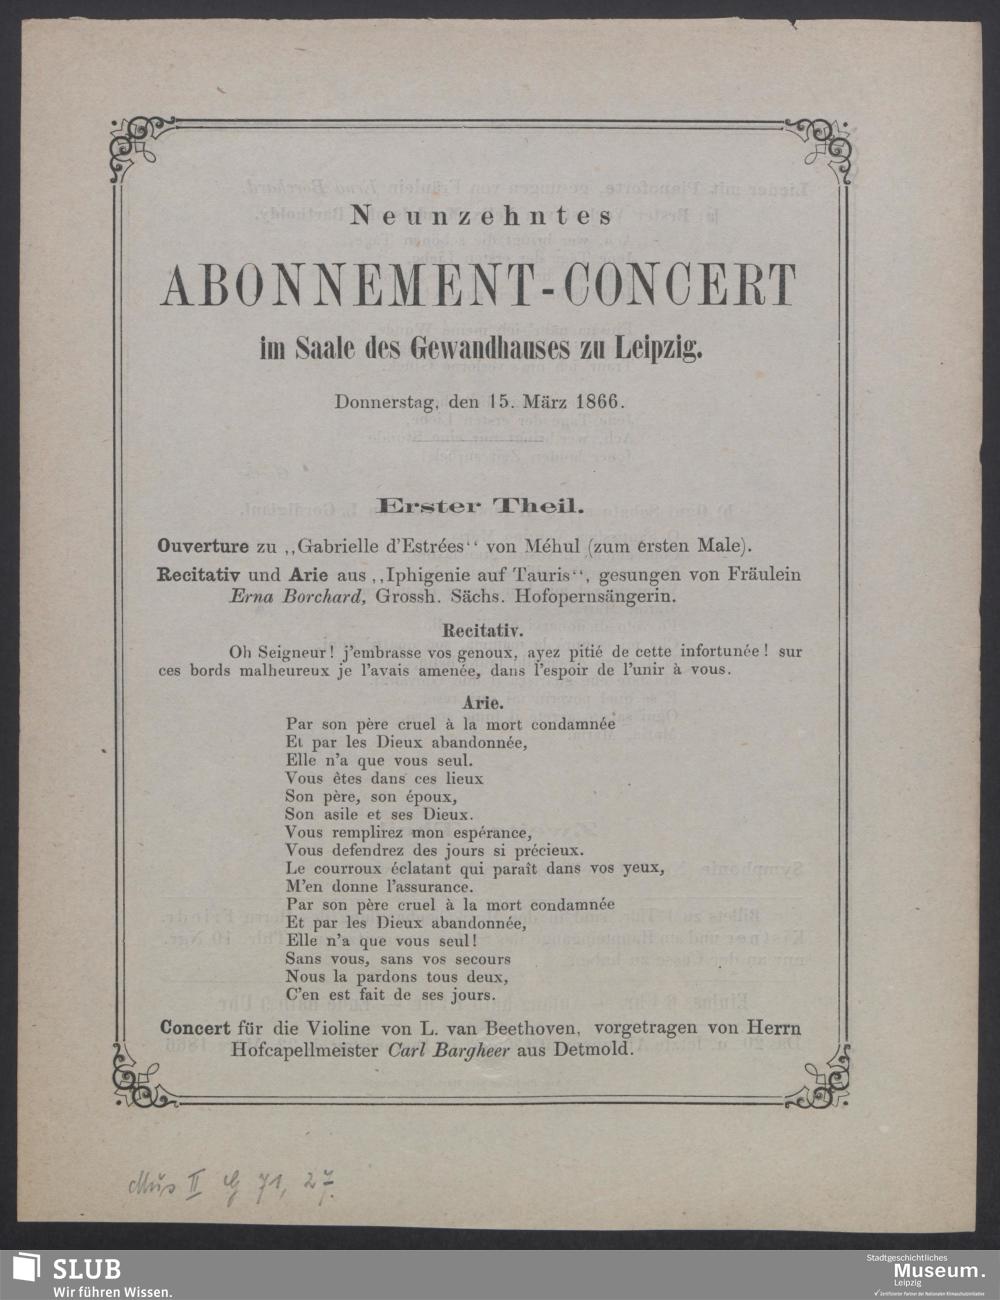 Neunzehntes
ABONNEMENT-CONCERT
im Saale des Gewandhauses zu Leipzig.
Donnerstag, den 15. März 1866.
Erster Theil.
Ouverture zu ,,Gabrielle d'Estrées‘‘ von Méhul (zum ersten Male).
Recitativ und Arie aus ,,Iphigenie auf Tauris‘‘, gesungen von Fräulein
Erna Borchard, Grossh. Sächs. Hofopernsängerin.
Recitativ.
Oh Seigneur! j'embrasse vos genoux, ayez pitié de cette infortunée! sur
ces bords malheureux je l'avais amenée, dans l'espoir de l'unir à vous.
Arie.
Par son père cruel à la mort condamnée
Et par les Dieux abandonnée,
Elle n'a que vous seul.
Vous êtes dans ces lieux
Son père, son époux,
Son asile et ses Dieux.
Vous remplirez mon espérance,
Vous defendrez des jours si précieux.
Le courroux éclatant qui paraît dans vos yeux,
M'en donne l'assurance.
Par son père cruel à la mort condamnée
Et par les Dieux abandonnée,
Elle n'a que vous seul!
Sans vous, sans vos secours
Nous la pardons tous deux,
C'en est fait de ses jours.
Concert für die Violine von L. van Beethoven, vorgetragen von Herrn
Hofcapellmeister Carl Bargheer aus Detmold.
Mus II 71, 27.
SLUB
Wir führen Wissen.
Stadtgeschichtliches
Museum.
Leipzig
Zertifizierter Partner der Nationalen Klimaschutzinitiative